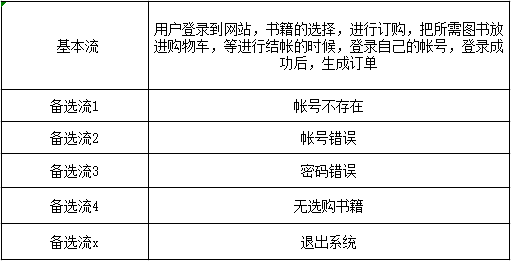 基本流
用户登录到网站，书籍的选择，进行订购，把所需图书放
进购物车，等进行结帐的时候，登录自己的帐号，登录成
功后，生成订单
备选流1
帐号不存在
备选流2
帐号错误
备选流3
密码错误
备选流4
无选购书籍
备选流x
退出系统